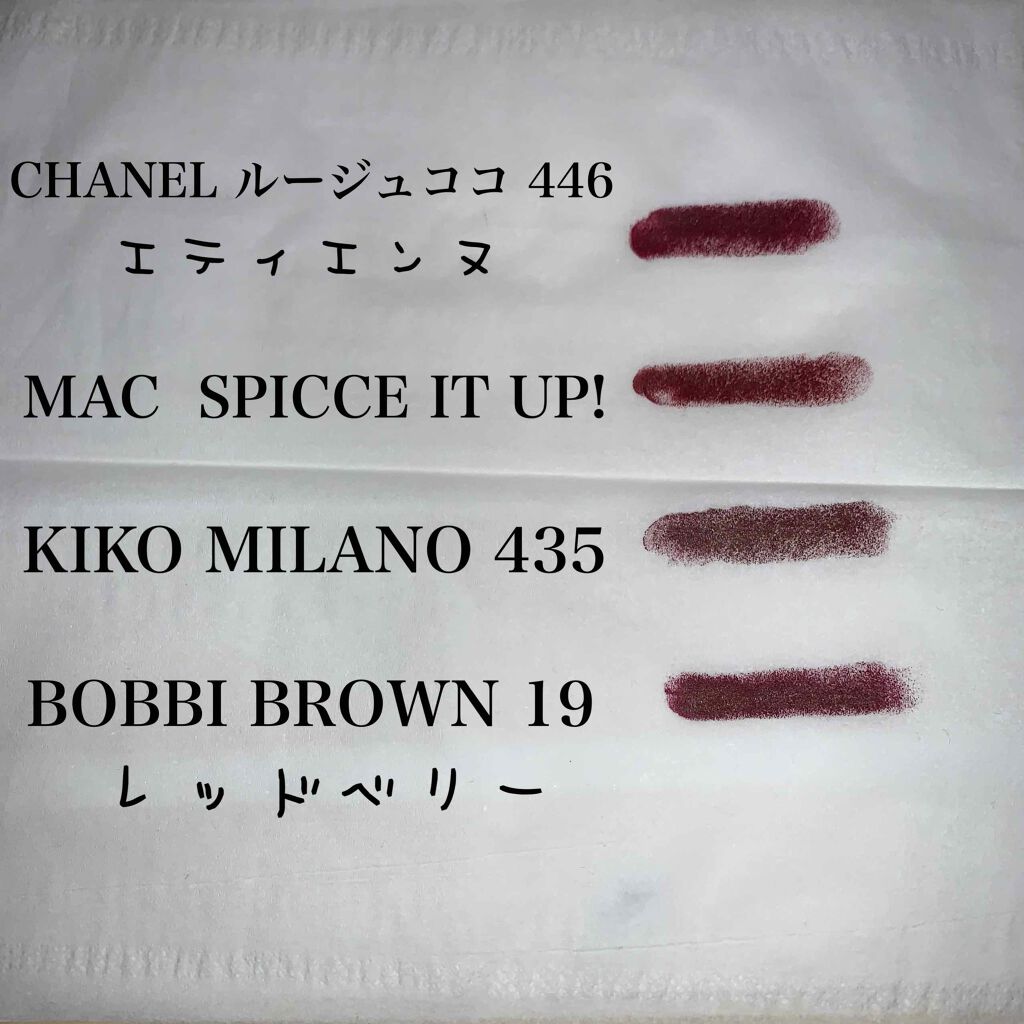 CHANEL ルージュココ 446
エティエンヌ
MAC SPICCE IT UP!
KIKO MILANO 435
BOBBI BROWN 19
レッドベリー